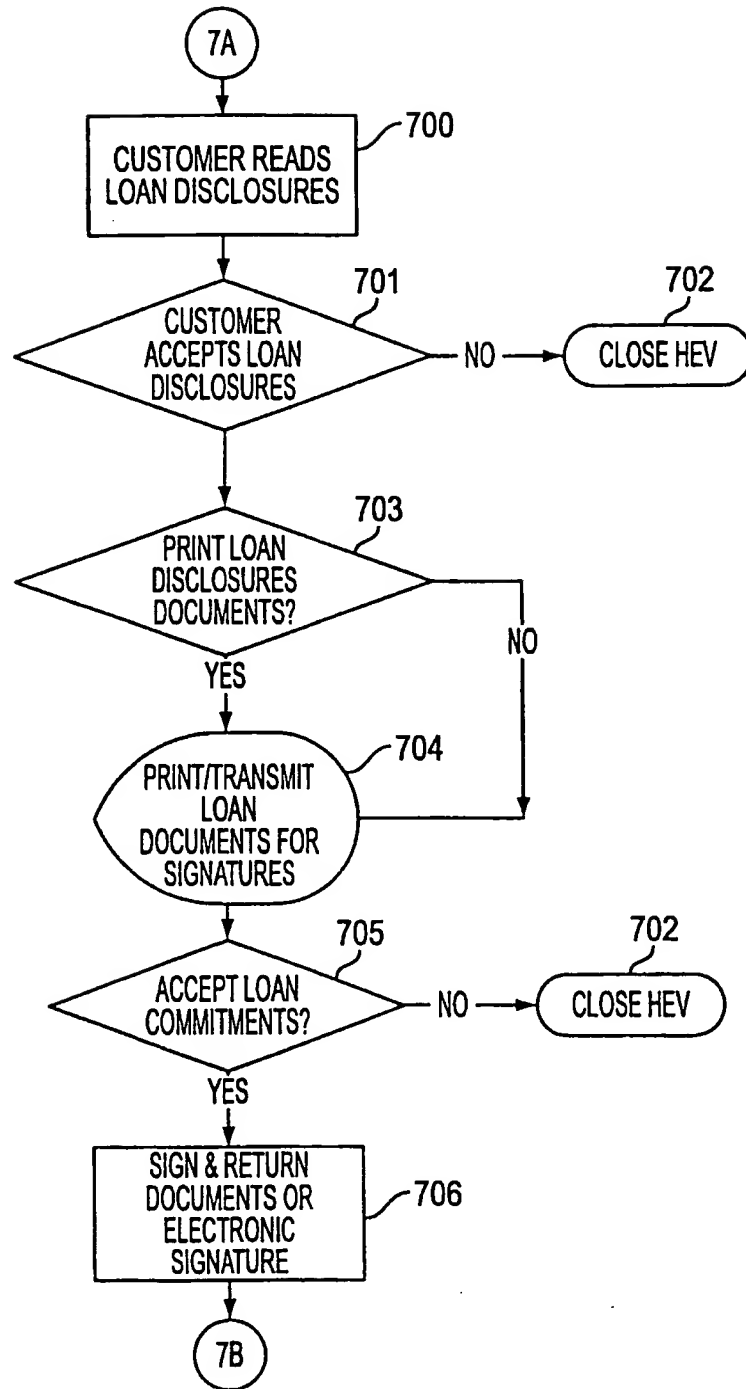 7A
700
CUSTOMER READS
LOAN DISCLOSURES
701
702
CUSTOMER
ACCEPTS LOAN
DISCLOSURES
NO
CLOSE HEV
703
PRINT LOAN
DISCLOSURES
DOCUMENTS?
NO
YES
704
PRINT/TRANSMIT
LOAN
DOCUMENTS FOR
SIGNATURES
705
702
ACCEPT LOAN
COMMITMENTS?
NO
CLOSE HEV
YES
SIGN & RETURN
DOCUMENTS OR
ELECTRONIC
SIGNATURE
706
7B